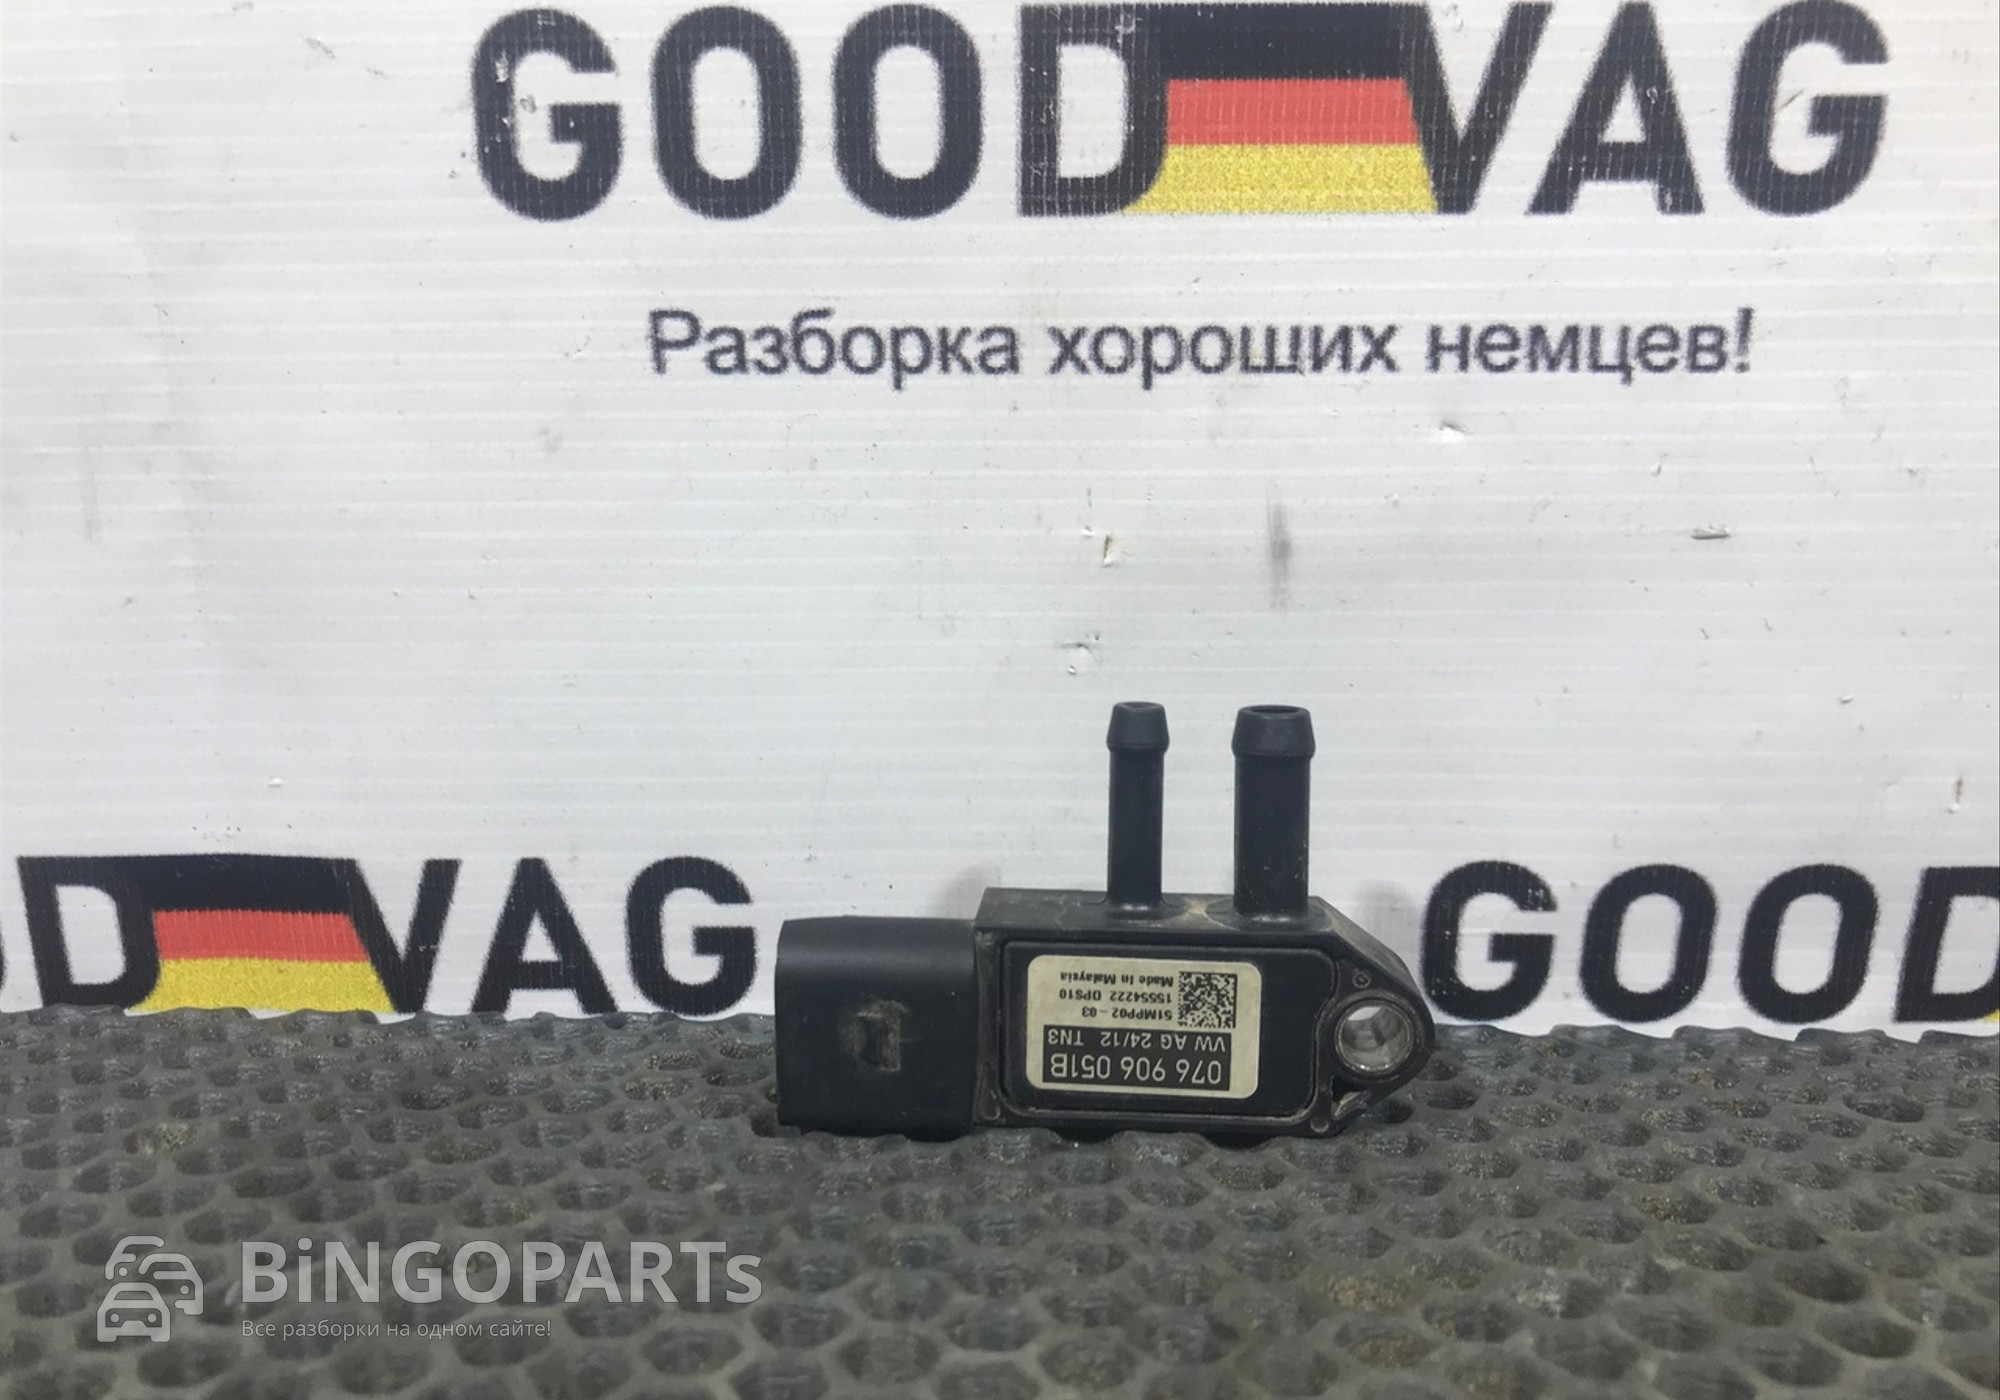 GOOD VAG
Разборка хороших немцев!
OD VAG
GOOD
076 906 051B
VW AG 24/12 TN3
51MPP02-03
15554222 DPS10
Made In Malaysia
BiNGOPARTs
Все разборки на одном сайте!